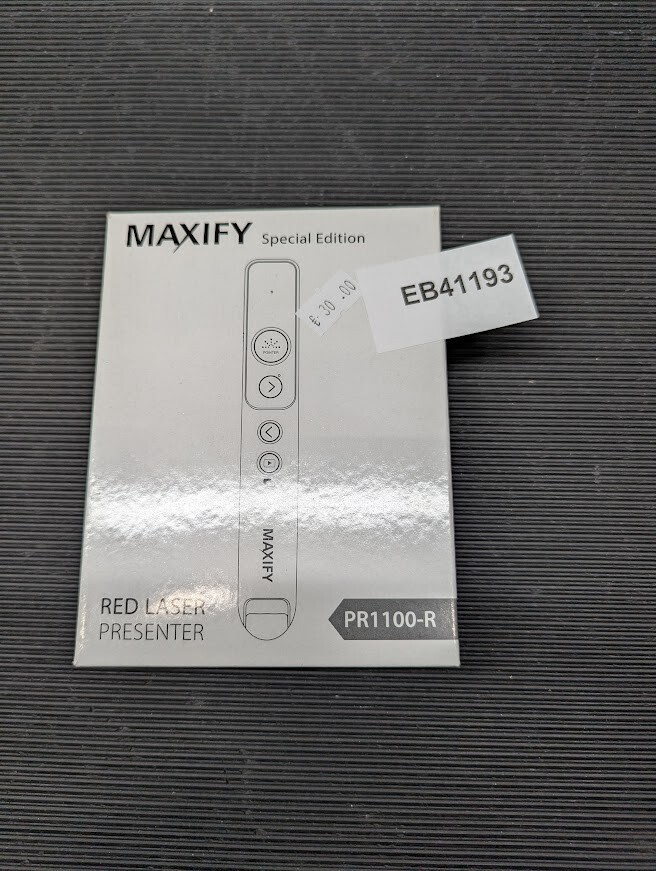 MAXIFY Special Edition
£ 30 .00
EB41193
POINTER
MAXIFY
RED LASER
PRESENTER
PR1100-R